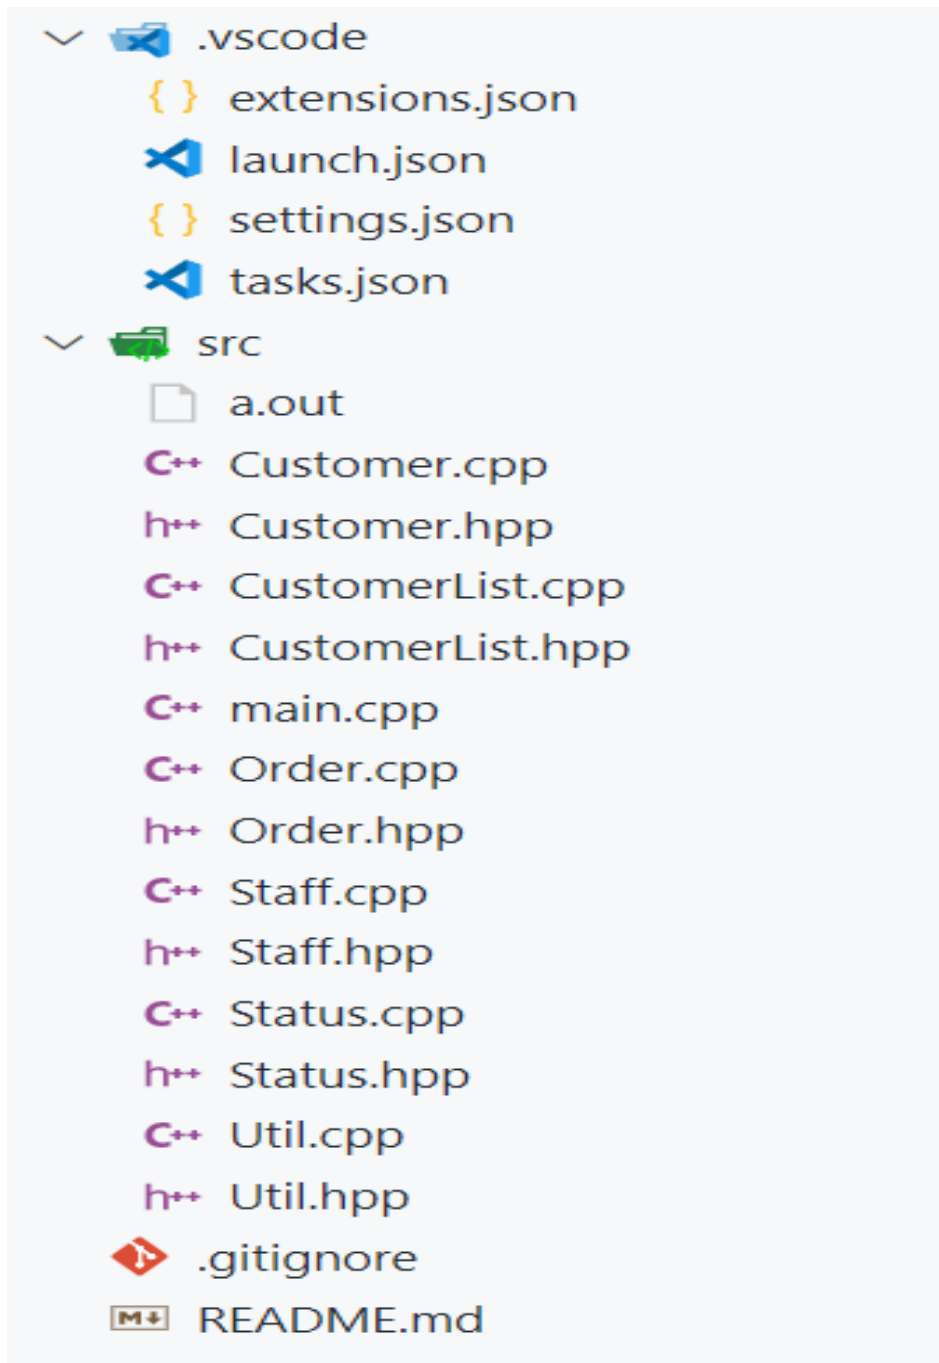 .vscode
{ } extensions.json
launch.json
{ } settings.json
tasks.json
src
a.out
C++ Customer.cpp
h++ Customer.hpp
C++ CustomerList.cpp
h++ CustomerList.hpp
C++ main.cpp
C++ Order.cpp
h++ Order.hpp
C++ Staff.cpp
h++ Staff.hpp
C++ Status.cpp
h++ Status.hpp
C++ Util.cpp
h++ Util.hpp
.gitignore
M README.md